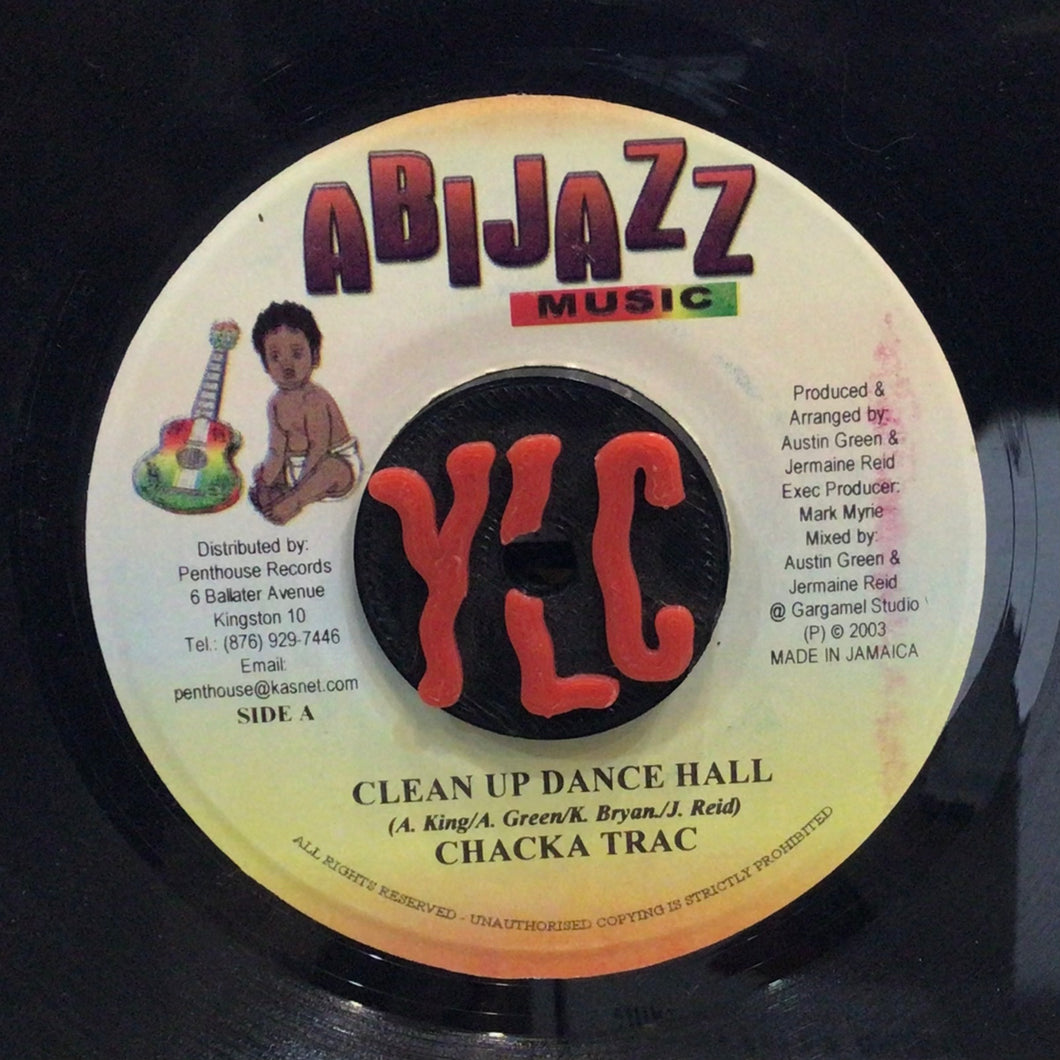 ABIJAZZ
MUSIC
Produced &
Arranged by:
Austin Green &
Jermaine Reid
Exec Producer:
Mark Myrie
Mixed by:
Austin Green &
Jermaine Reid
@ Gargamel Studio
(P) © 2003
MADE IN JAMAICA
YLC
Distributed by:
Penthouse Records
6 Ballater Avenue
Kingston 10
Tel.: (876) 929-7446
Email:
penthouse@kasnet.com
SIDE A
CLEAN UP DANCE HALL
(A. King/A. Green/K. Bryan./J. Reid)
CHACKA TRAC
ALL RIGHTS RESERVED - UNAUTHORISED COPYING IS STRICTLY PROHIBITED